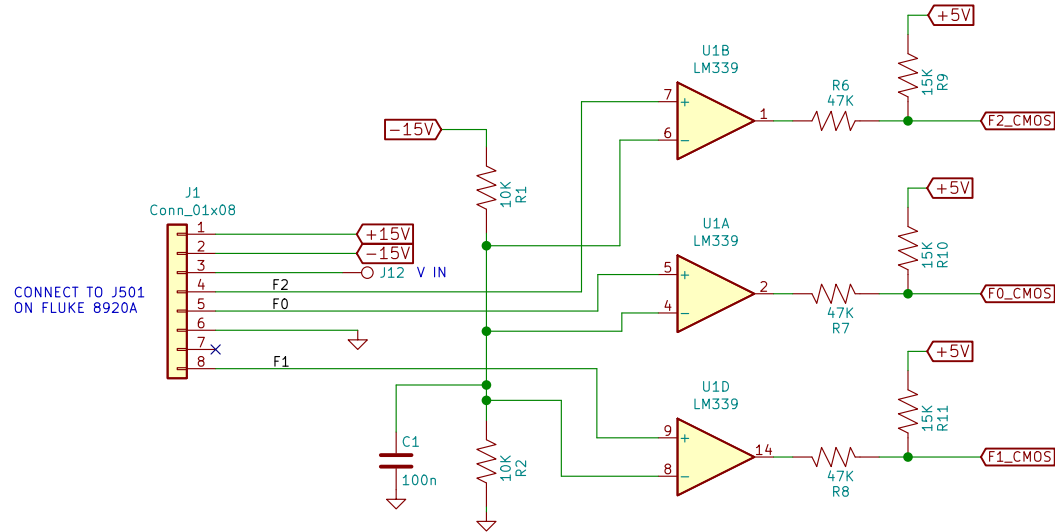 +5V
U1B
LM339
R6
47K
15K
R9
7
+
1
6
−
F2_CMOS
-15V
10K
R1
J1
Conn_01x08
+5V
1
+15V
2
-15V
3
J12 V IN
4
F2
5
F0
6
7
8
F1
CONNECT TO J501
ON FLUKE 8920A
U1A
LM339
15K
R10
5
+
2
4
−
47K
R7
F0_CMOS
+5V
U1D
LM339
15K
R11
9
+
14
8
−
47K
R8
F1_CMOS
C1
100n
10K
R2